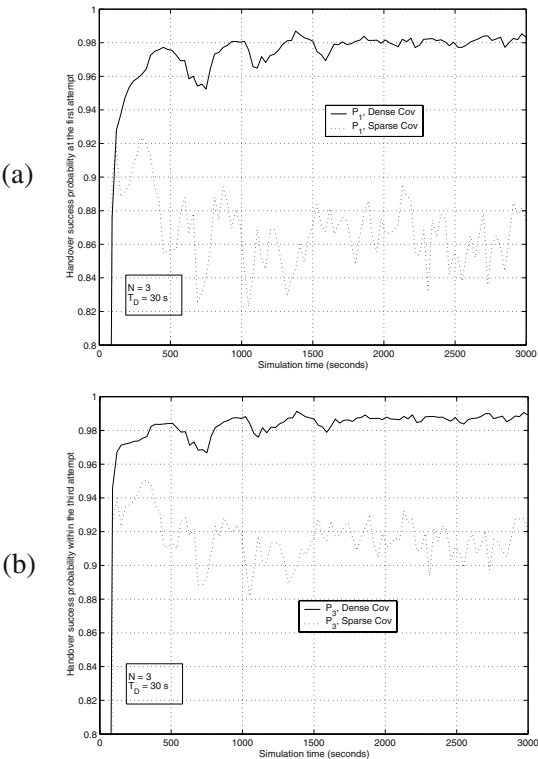 (a)
Handover success probability at the first attempt
1
0.98
0.96
0.94
0.92
0.9
0.88
0.86
0.84
0.82
0.8
P1, Dense Cov
P1, Sparse Cov
N = 3
TD = 30 s
0 500 1000 1500 2000 2500 3000
Simulation time (seconds)
(b)
Handover success probability within the third attempt
1
0.98
0.96
0.94
0.92
0.9
0.88
0.86
0.84
0.82
0.8
P3, Dense Cov
P3, Sparse Cov
N = 3
TD = 30 s
0 500 1000 1500 2000 2500 3000
Simulation time (seconds)